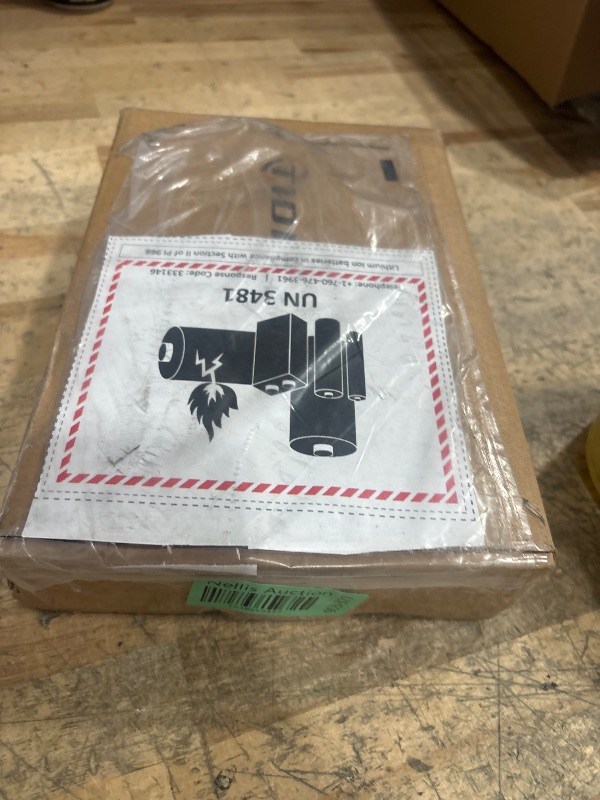 UN 3481
Telephone: +1-760-476-3961 | Response Code: 333146
Lithium ion batteries in compliance with Section II of PI 966
Nellis Auction